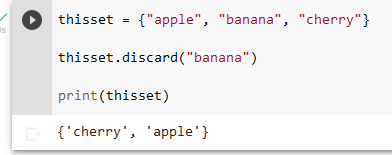 thisset = {"apple", "banana", "cherry"}
thisset.discard("banana")
print(thisset)
{'cherry', 'apple'}